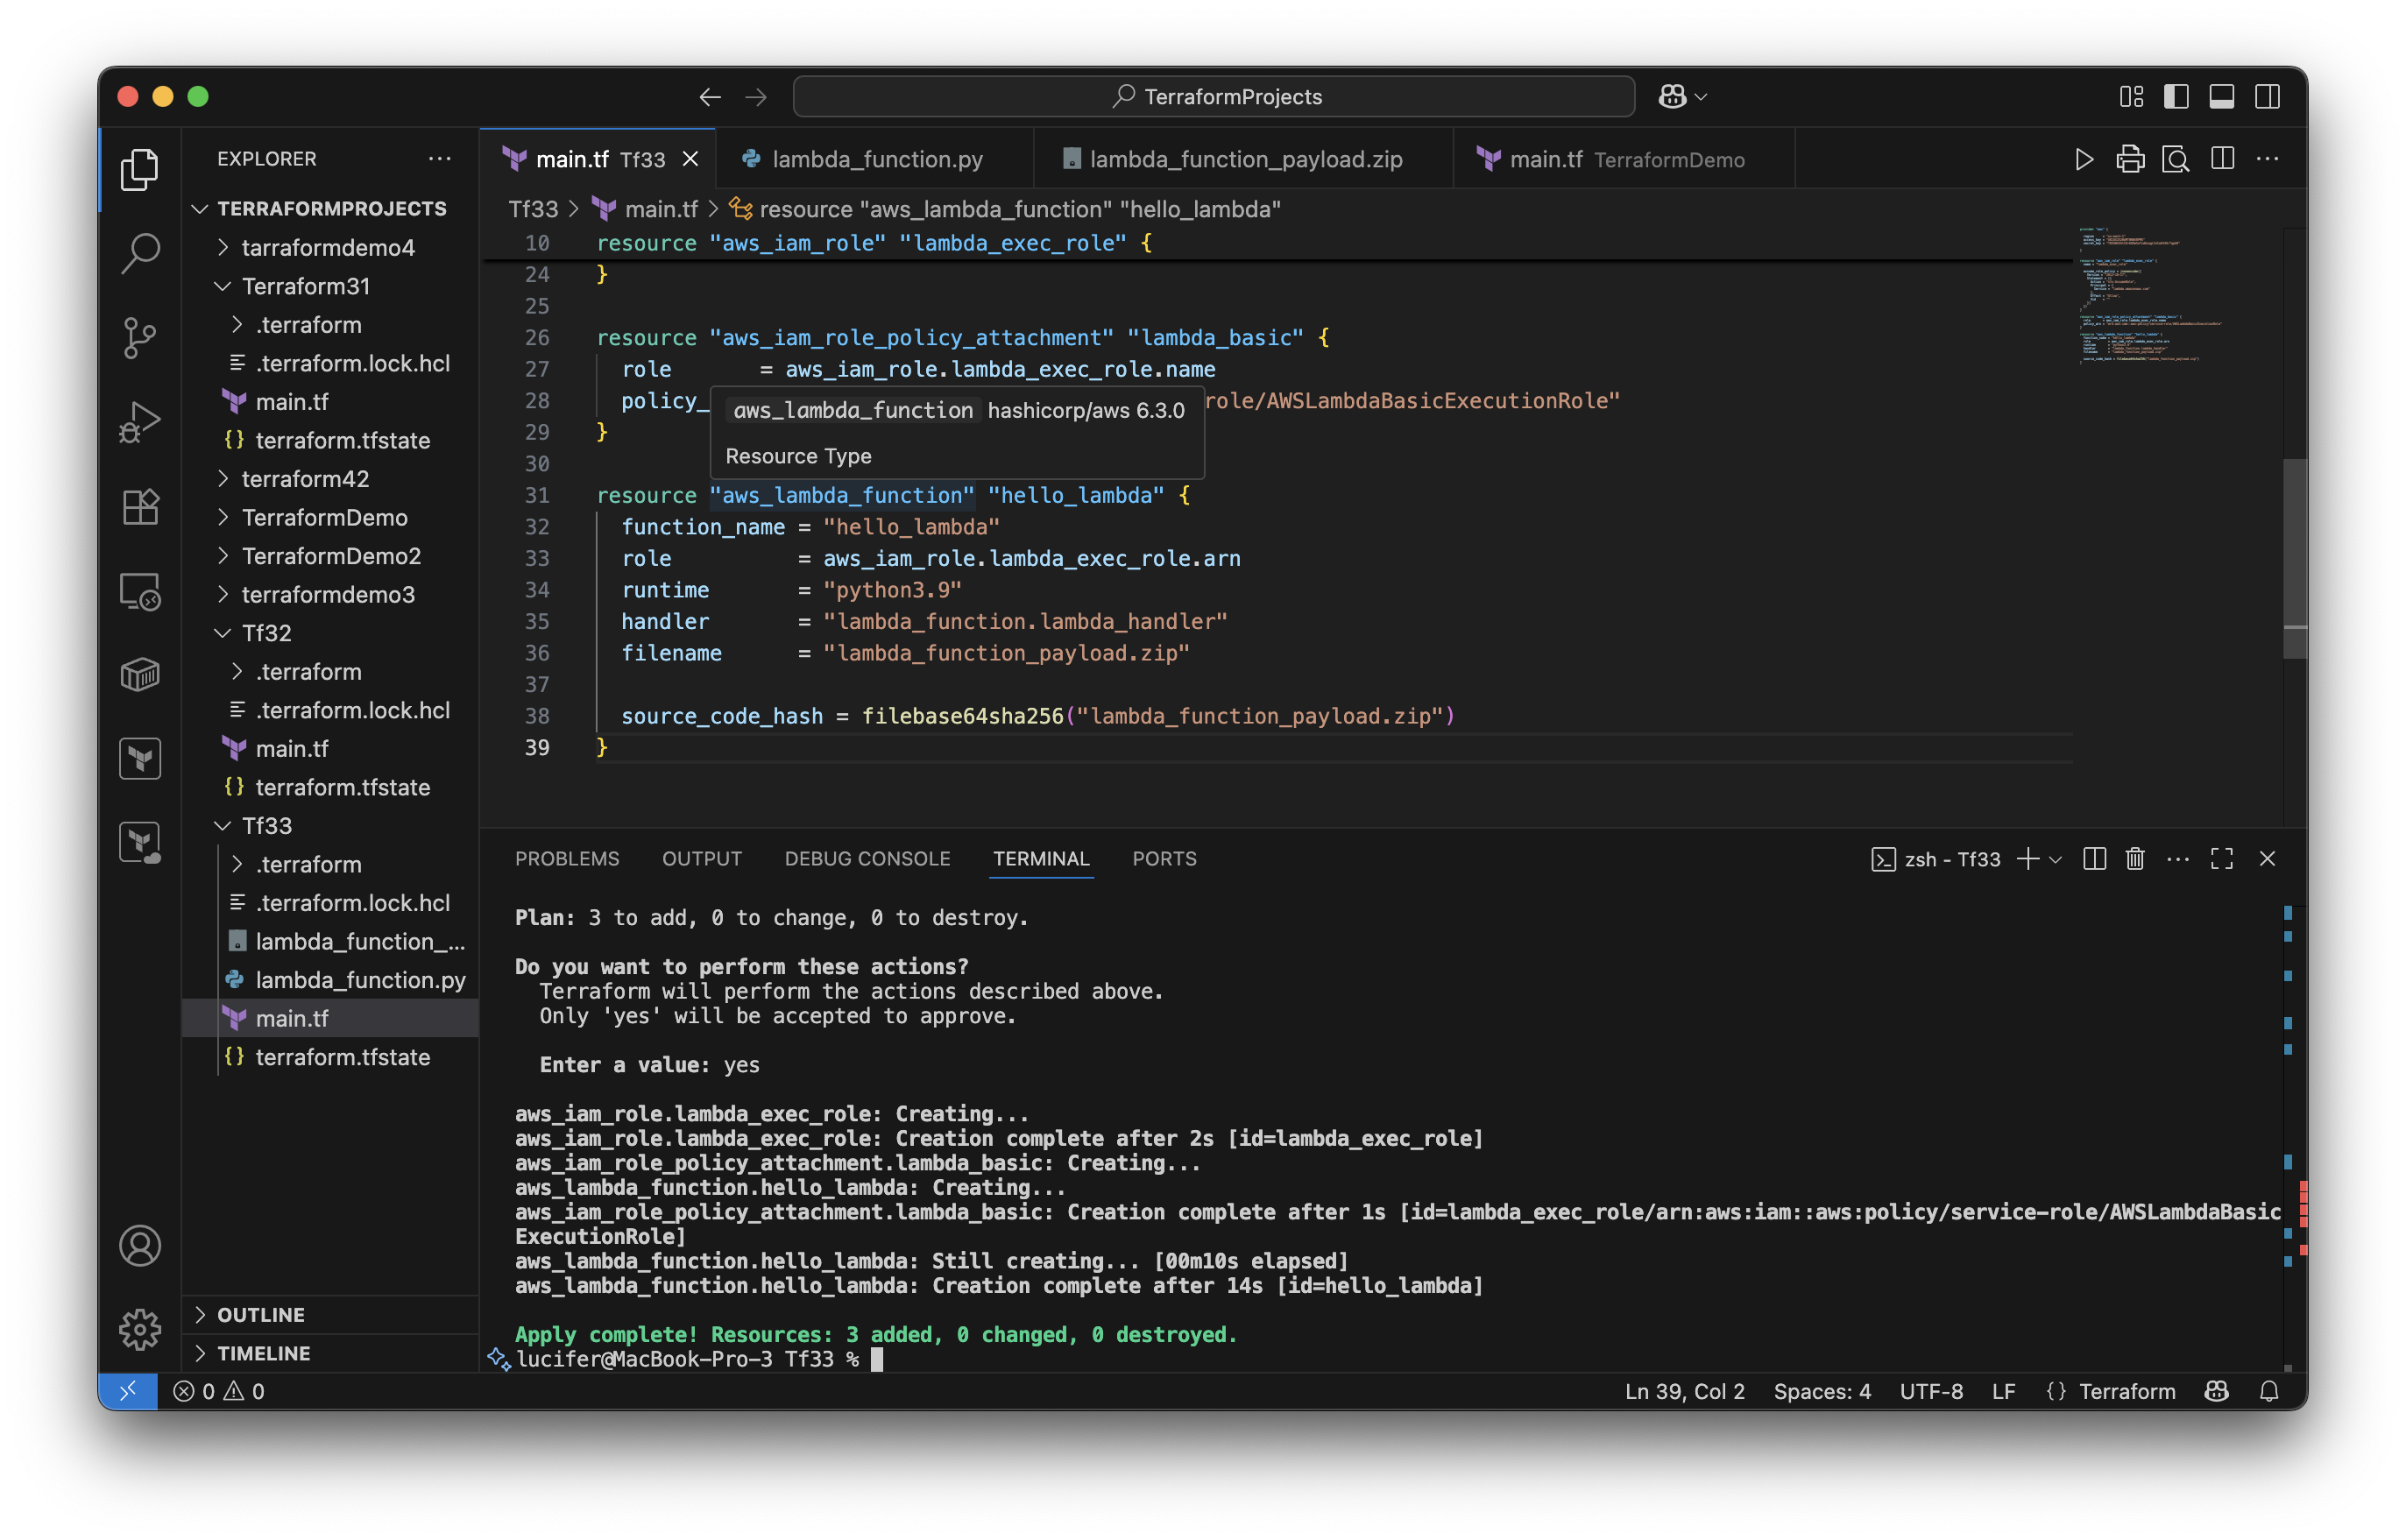 TerraformProjects
EXPLORER
TERRAFORMPROJECTS
tarraformdemo4
Terraform31
.terraform
.terraform.lock.hcl
main.tf
terraform.tfstate
terraform42
TerraformDemo
TerraformDemo2
terraformdemo3
Tf32
.terraform
.terraform.lock.hcl
main.tf
terraform.tfstate
Tf33
.terraform
.terraform.lock.hcl
lambda_function_...
lambda_function.py
main.tf
terraform.tfstate
OUTLINE
TIMELINE
main.tf Tf33 lambda_function.py lambda_function_payload.zip main.tf TerraformDemo
Tf33 > main.tf > resource "aws_lambda_function" "hello_lambda"
10 resource "aws_iam_role" "lambda_exec_role" {
24 }
25
26 resource "aws_iam_role_policy_attachment" "lambda_basic" {
27 role = aws_iam_role.lambda_exec_role.name
28 policy_ role/AWSLambdaBasicExecutionRole"
aws_lambda_function hashicorp/aws 6.3.0
Resource Type
29 }
30
31 resource "aws_lambda_function" "hello_lambda" {
32 function_name = "hello_lambda"
33 role = aws_iam_role.lambda_exec_role.arn
34 runtime = "python3.9"
35 handler = "lambda_function.lambda_handler"
36 filename = "lambda_function_payload.zip"
37
38 source_code_hash = filebase64sha256("lambda_function_payload.zip")
39 }
PROBLEMS OUTPUT DEBUG CONSOLE TERMINAL PORTS
zsh - Tf33
Plan: 3 to add, 0 to change, 0 to destroy.
Do you want to perform these actions?
Terraform will perform the actions described above.
Only 'yes' will be accepted to approve.
Enter a value: yes
aws_iam_role.lambda_exec_role: Creating...
aws_iam_role.lambda_exec_role: Creation complete after 2s [id=lambda_exec_role]
aws_iam_role_policy_attachment.lambda_basic: Creating...
aws_lambda_function.hello_lambda: Creating...
aws_iam_role_policy_attachment.lambda_basic: Creation complete after 1s [id=lambda_exec_role/arn:aws:iam::aws:policy/service-role/AWSLambdaBasic
ExecutionRole]
aws_lambda_function.hello_lambda: Still creating... [00m10s elapsed]
aws_lambda_function.hello_lambda: Creation complete after 14s [id=hello_lambda]
Apply complete! Resources: 3 added, 0 changed, 0 destroyed.
lucifer@MacBook-Pro-3 Tf33 %
0 0
Ln 39, Col 2 Spaces: 4 UTF-8 LF {} Terraform